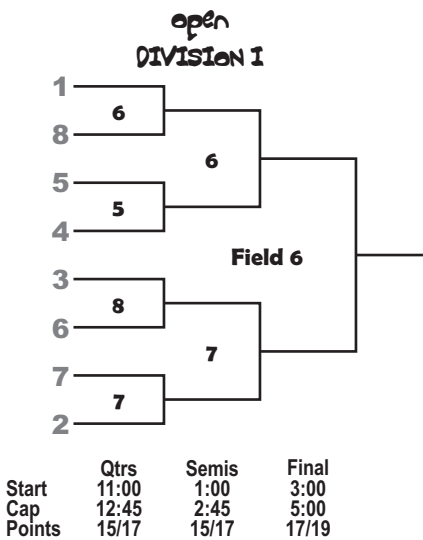 open
DIVISIoN I
1
6
8
6
5
5
4
Field 6
3
8
6
7
7
7
2
Qtrs Semis Final
Start 11:00 1:00 3:00
Cap 12:45 2:45 5:00
Points 15/17 15/17 17/19